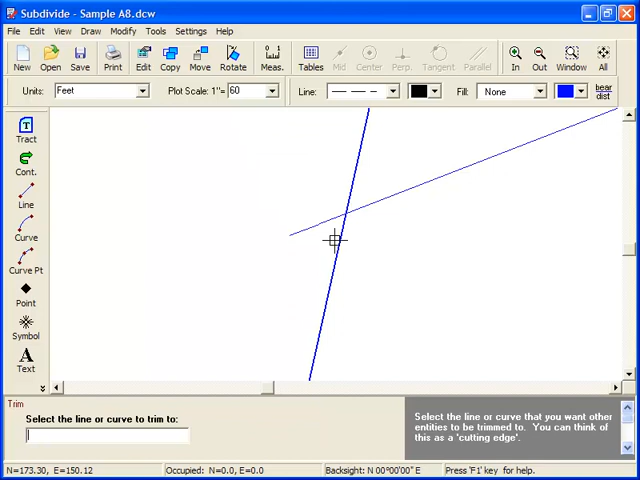 Subdivide - Sample A8.dcw
File Edit View Draw Modify Tools Settings Help
New Open Save Print Edit Copy Move Rotate Meas. Tables Mid Center Perp. Tangent Parallel In Out Window All
Units: Feet Plot Scale: 1"= 60 Line: Fill: None bear dist
Tract
Cont.
Line
Curve
Curve Pt
Point
Symbol
A
Text
Trim
Select the line or curve to trim to:
Select the line or curve that you want other
entities to be trimmed to. You can think of
this as a 'cutting edge'.
N=173.30, E=150.12 Occupied: N=0.0, E=0.0 Backsight: N 00°00'00" E Press 'F1' key for help.